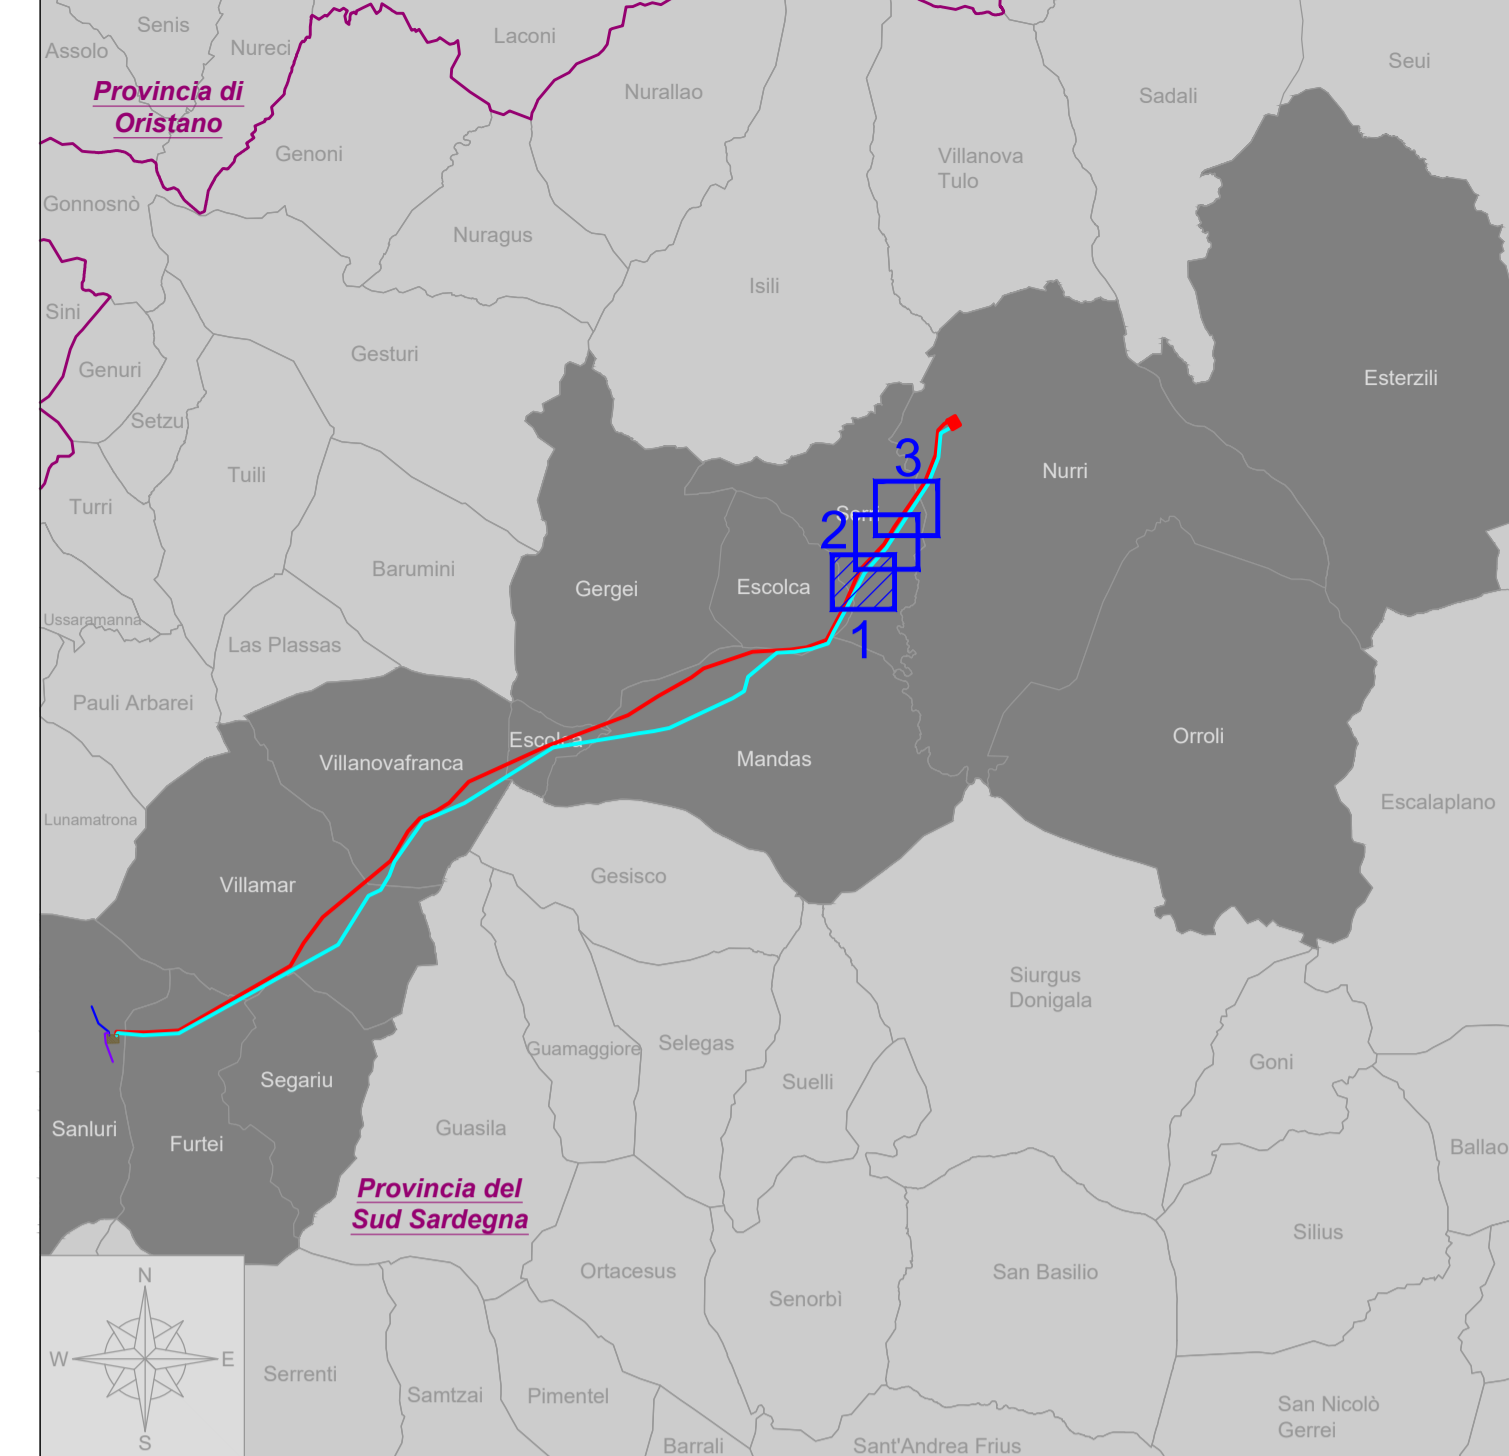 Senis
Assolo
Nureci
Laconi
Seui
Provincia di
Oristano
Nurallao
Sadali
Genoni
Villanova
Tulo
Gonnosnò
Nuragus
Isili
Sini
Gesturi
Genuri
Esterzili
Setzu
3
Nurri
Tuili
Turri
Serri
2
Barumini
Gergei
Escolca
Ussaramanna
Las Plassas
1
Pauli Arbarei
Escolca
Orroli
Villanovafranca
Mandas
Escalaplano
Lunamatrona
Gesisco
Villamar
Siurgus
Donigala
Guamaggiore
Selegas
Goni
Segariu
Suelli
Sanluri
Guasila
Furtei
Ballao
Provincia del
Sud Sardegna
Silius
Ortacesus
San Basilio
N
Senorbì
W
E
Serrenti
Samtzai
Pimentel
San Nicolò
Gerrei
S
Barrali
Sant'Andrea Frius